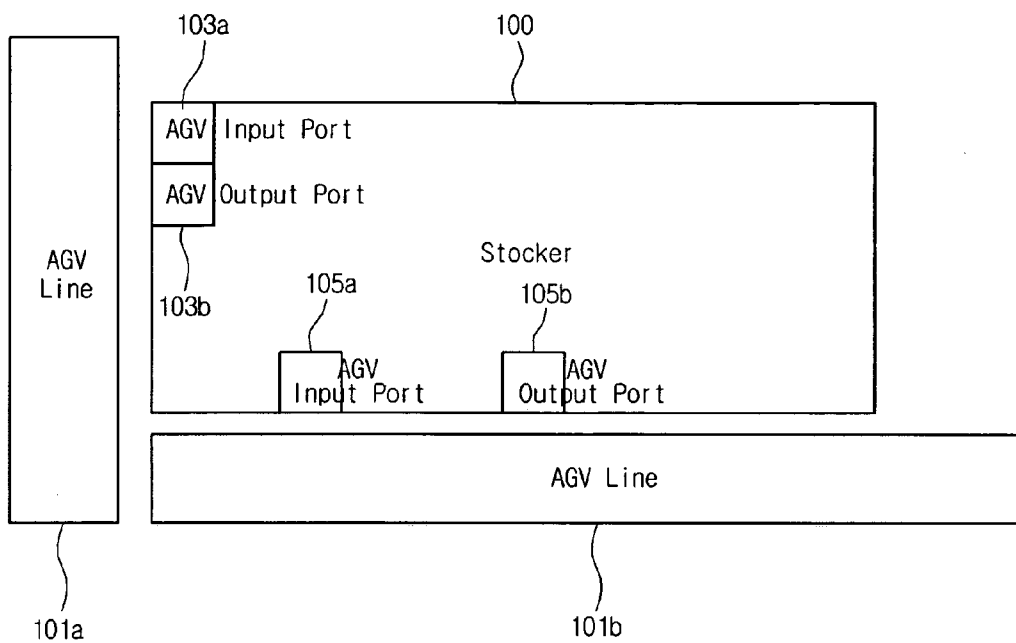 103a
100
AGV Input Port
AGV Output Port
AGV
Line
Stocker
103b
105a
105b
AGV
Input Port
AGV
Output Port
AGV Line
101a
101b